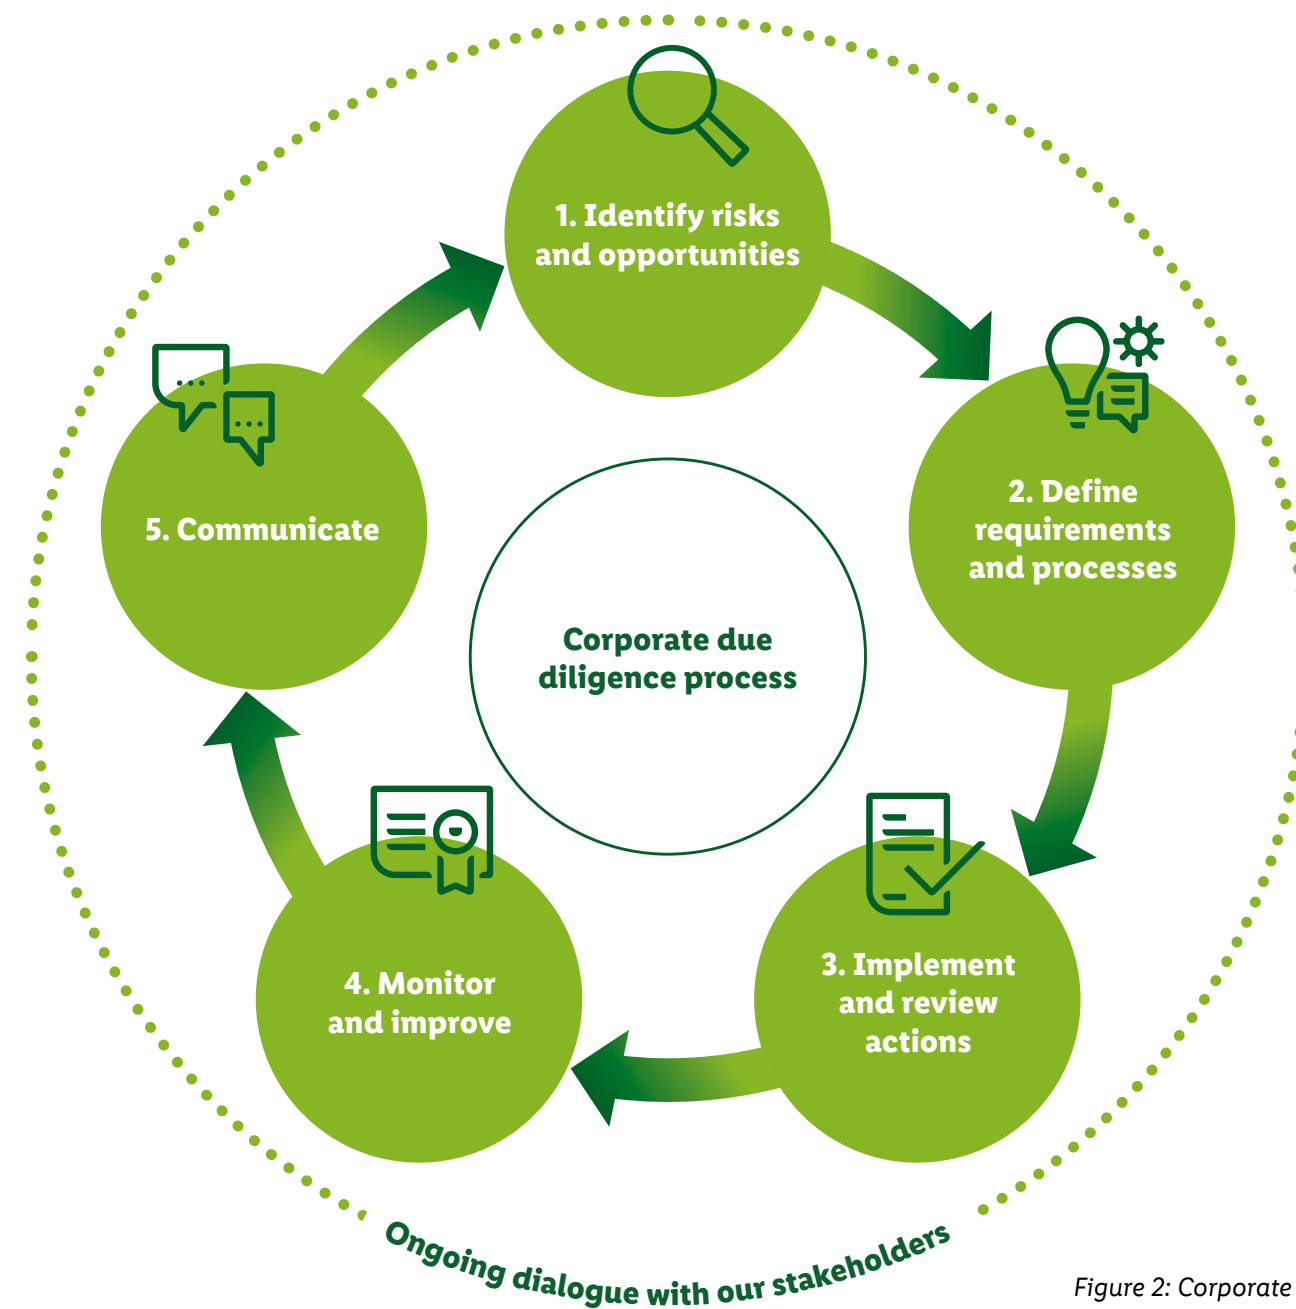 1. Identify risks
and opportunities
2. Define
requirements
and processes
3. Implement
and review
actions
4. Monitor
and improve
5. Communicate
Corporate due
diligence process
Ongoing dialogue with our stakeholders
Figure 2: Corporate